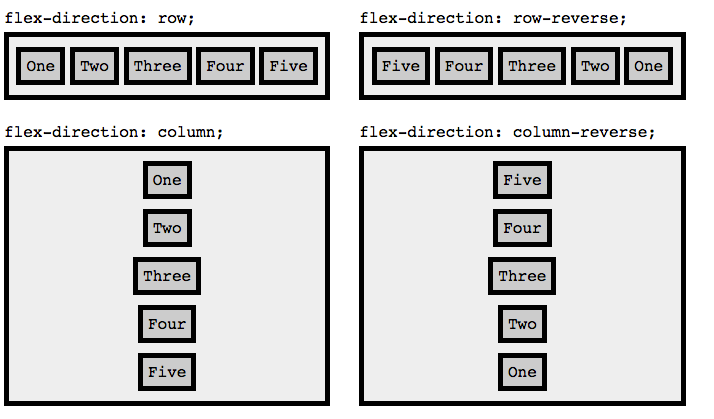 flex-direction: row;
One Two Three Four Five
flex-direction: row-reverse;
Five Four Three Two One
flex-direction: column;
One
Two
Three
Four
Five
flex-direction: column-reverse;
Five
Four
Three
Two
One